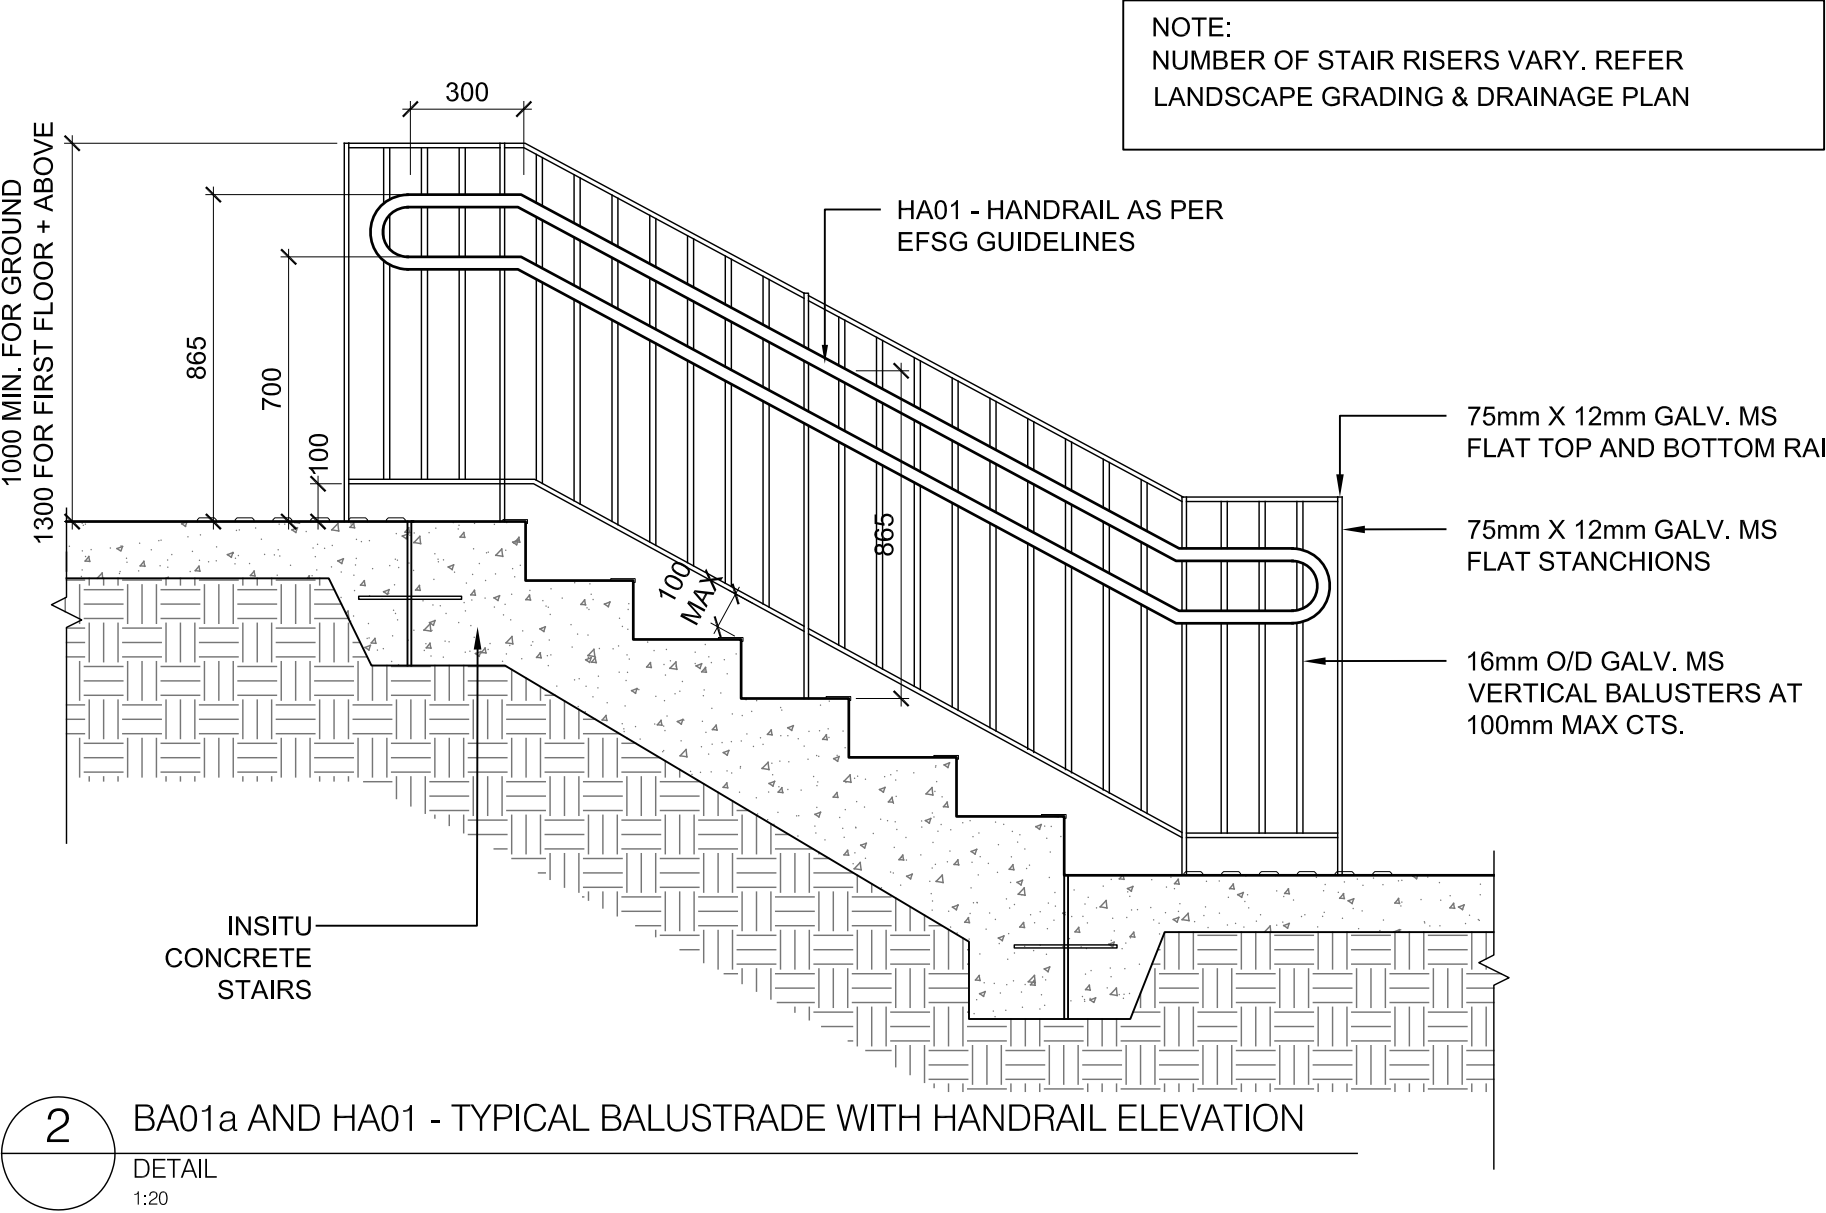 NOTE:
NUMBER OF STAIR RISERS VARY. REFER
LANDSCAPE GRADING & DRAINAGE PLAN
300
1000 MIN. FOR GROUND
1300 FOR FIRST FLOOR + ABOVE
865
700
100
HA01 - HANDRAIL AS PER
EFSG GUIDELINES
865
100
MAX
75mm X 12mm GALV. MS
FLAT TOP AND BOTTOM RAI
75mm X 12mm GALV. MS
FLAT STANCHIONS
16mm O/D GALV. MS
VERTICAL BALUSTERS AT
100mm MAX CTS.
INSITU
CONCRETE
STAIRS
2
BA01a AND HA01 - TYPICAL BALUSTRADE WITH HANDRAIL ELEVATION
DETAIL
1:20